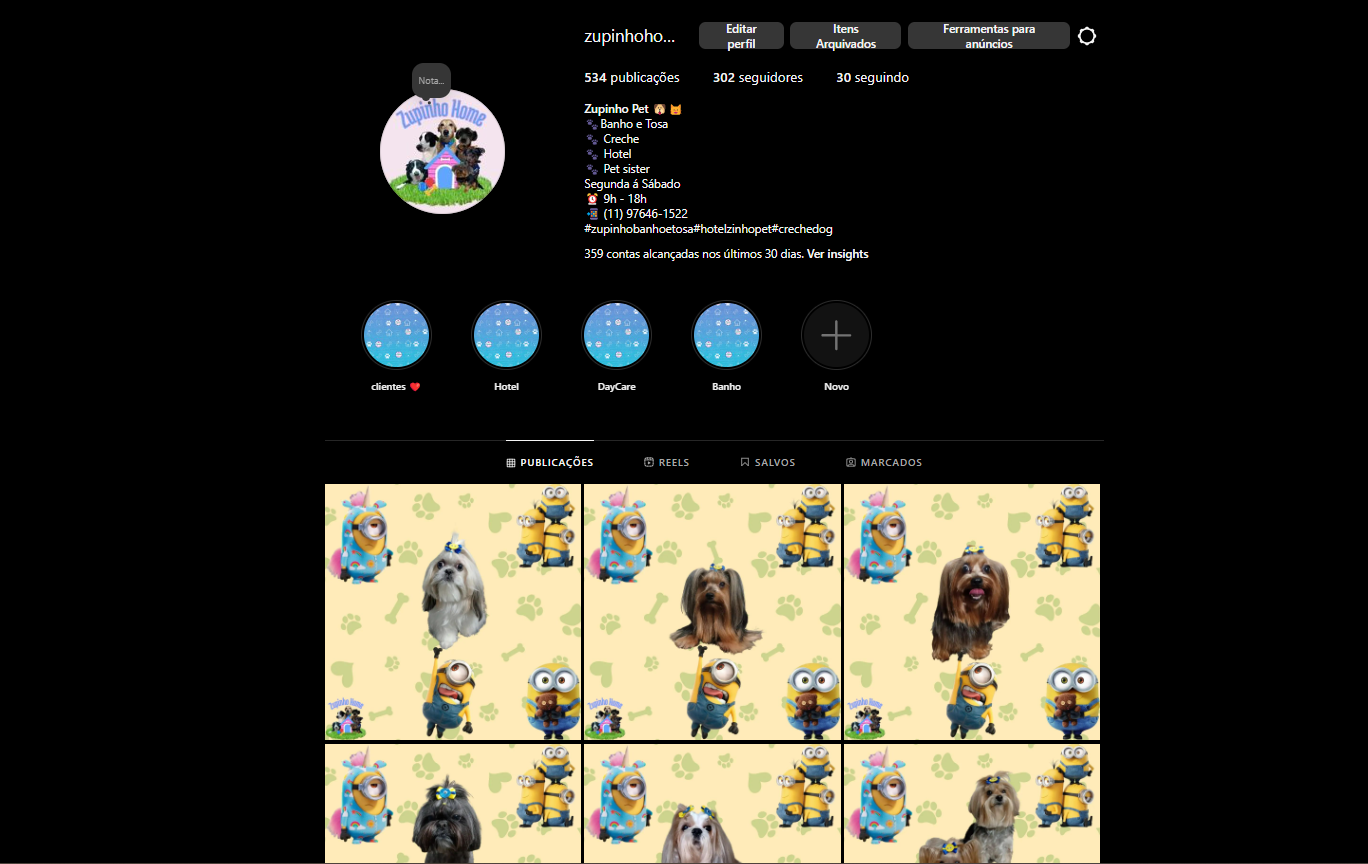 zupinhoho...
Editar perfil
Itens Arquivados
Ferramentas para anúncios
534 publicações
302 seguidores
30 seguindo
Nota...
Zupinho Home
Zupinho Pet 🐶 🐱
🐾 Banho e Tosa
🐾 Creche
🐾 Hotel
🐾 Pet sister
Segunda á Sábado
⏰ 9h - 18h
📲 (11) 97646-1522
#zupinhobanhoetosa#hotelzinhopet#crechedog
359 contas alcançadas nos últimos 30 dias. Ver insights
clientes ❤️
Hotel
DayCare
Banho
Novo
PUBLICAÇÕES
REELS
SALVOS
MARCADOS
Zupinho Home
Zupinho Home
Zupinho Home